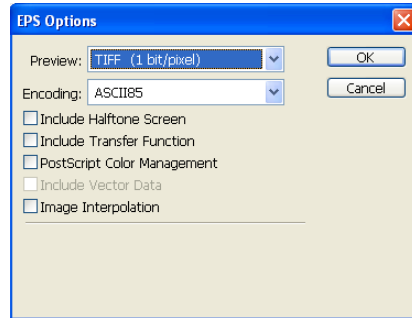 EPS Options
Preview: TIFF (1 bit/pixel)
OK
Encoding: ASCII85
Cancel
Include Halftone Screen
Include Transfer Function
PostScript Color Management
Include Vector Data
Image Interpolation